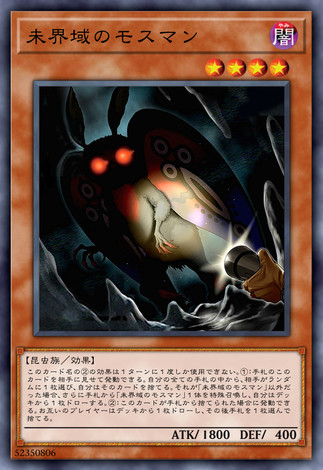 未界域のモスマン
やみ
闇
【昆虫族／効果】
このカード名の②の効果は１ターンに１度しか使用できない。①：手札のこの
カードを相手に見せて発動できる。自分の全ての手札の中から、相手がランダ
ムに１枚選び、自分はそのカードを捨てる。それが「未界域のモスマン」以外だ
った場合、さらに手札から「未界域のモスマン」１体を特殊召喚し、自分はデッ
キから１枚ドローする。②：このカードが手札から捨てられた場合に発動でき
る。お互いのプレイヤーはデッキから１枚ドローし、その後手札を１枚選んで
捨てる。
ATK/ 1800 DEF/ 400
52350806